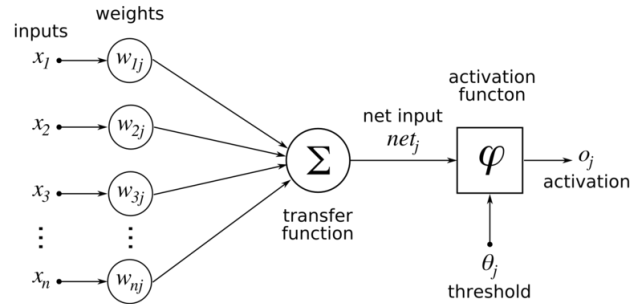 inputs
weights
x1
w1j
x2
w2j
x3
w3j
⋮
⋮
xn
wnj
Σ
transfer
function
net input
netj
activation
functon
φ
oj
activation
θj
threshold